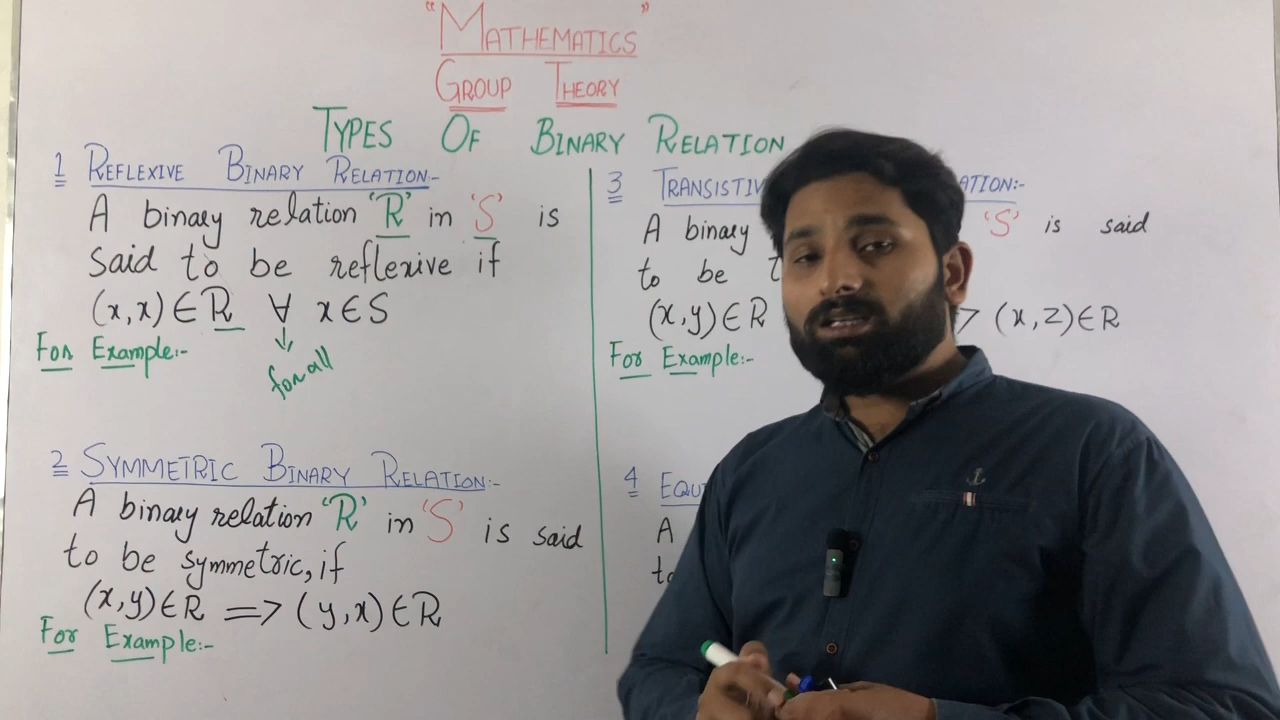 "MATHEMATICS"
GROUP THEORY
TYPES OF BINARY RELATION
1 REFLEXIVE BINARY RELATION:-
A binary relation 'R' in 'S' is
said to be reflexive if
(x,x)∈R ∀ x∈S
for all
For Example:-
2 SYMMETRIC BINARY RELATION:-
A binary relation 'R' in 'S' is said
to be symmetric, if
(x,y)∈R => (y,x)∈R
For Example:-
3 TRANSISTIV ATION:-
A binary 'S' is said
to be t
(x,y)∈R > (x,z)∈R
For Example:-
4 EQU
A
to